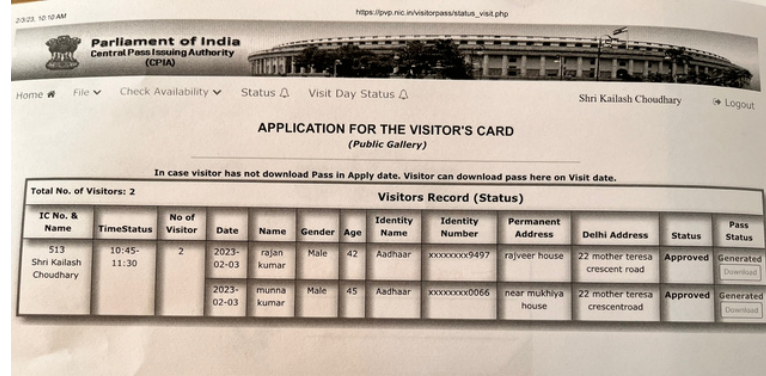 2/3/23, 10:10 AM
https://pvp.nic.in/visitorpass/status_visit.php
Parliament of India
Central Pass Issuing Authority
(CPIA)
Home File Check Availability Status Visit Day Status Shri Kailash Choudhary Logout
APPLICATION FOR THE VISITOR'S CARD
(Public Gallery)
In case visitor has not download Pass in Apply date. Visitor can download pass here on Visit date.
Total No. of Visitors: 2 Visitors Record (Status)
IC No. & Name TimeStatus No of Visitor Date Name Gender Age Identity Name Identity Number Permanent Address Delhi Address Status Pass Status
513 Shri Kailash Choudhary 10:45-11:30 2 2023-02-03 rajan kumar Male 42 Aadhaar xxxxxxxx9497 rajveer house 22 mother teresa crescent road Approved Generated Download
2023-02-03 munna kumar Male 45 Aadhaar xxxxxxxx0066 near mukhiya house 22 mother teresa crescentroad Approved Generated Download